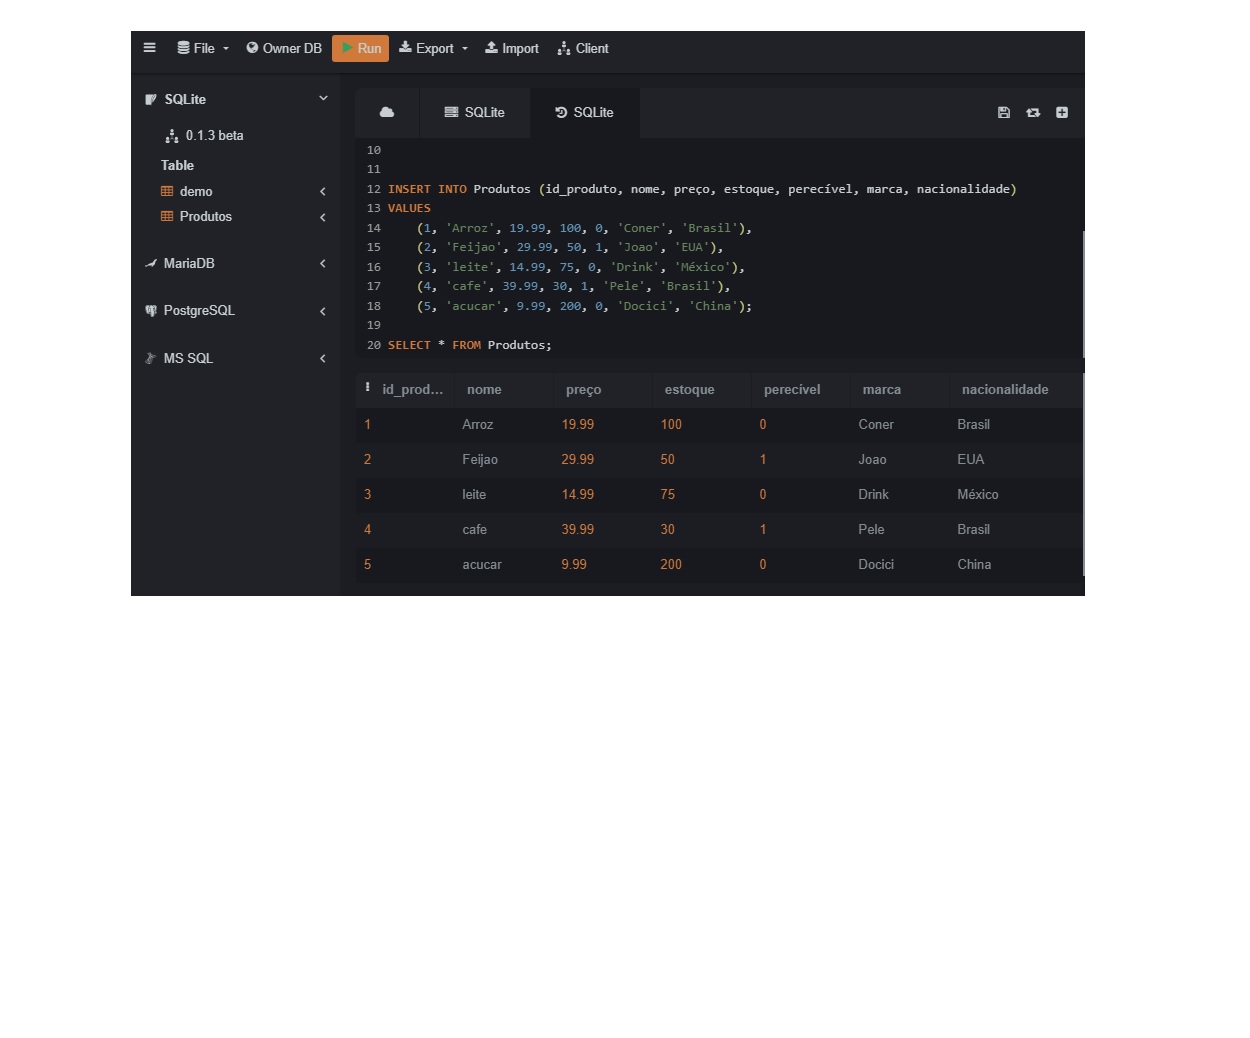 File Owner DB Run Export Import Client
SQLite
0.1.3 beta
Table
demo
Produtos
MariaDB
PostgreSQL
MS SQL
SQLite SQLite
10
11
12 INSERT INTO Produtos (id_produto, nome, preço, estoque, perecível, marca, nacionalidade)
13 VALUES
14 (1, 'Arroz', 19.99, 100, 0, 'Coner', 'Brasil'),
15 (2, 'Feijao', 29.99, 50, 1, 'Joao', 'EUA'),
16 (3, 'leite', 14.99, 75, 0, 'Drink', 'México'),
17 (4, 'cafe', 39.99, 30, 1, 'Pele', 'Brasil'),
18 (5, 'acucar', 9.99, 200, 0, 'Docici', 'China');
19
20 SELECT * FROM Produtos;
id_prod... nome preço estoque perecível marca nacionalidade
1 Arroz 19.99 100 0 Coner Brasil
2 Feijao 29.99 50 1 Joao EUA
3 leite 14.99 75 0 Drink México
4 cafe 39.99 30 1 Pele Brasil
5 acucar 9.99 200 0 Docici China